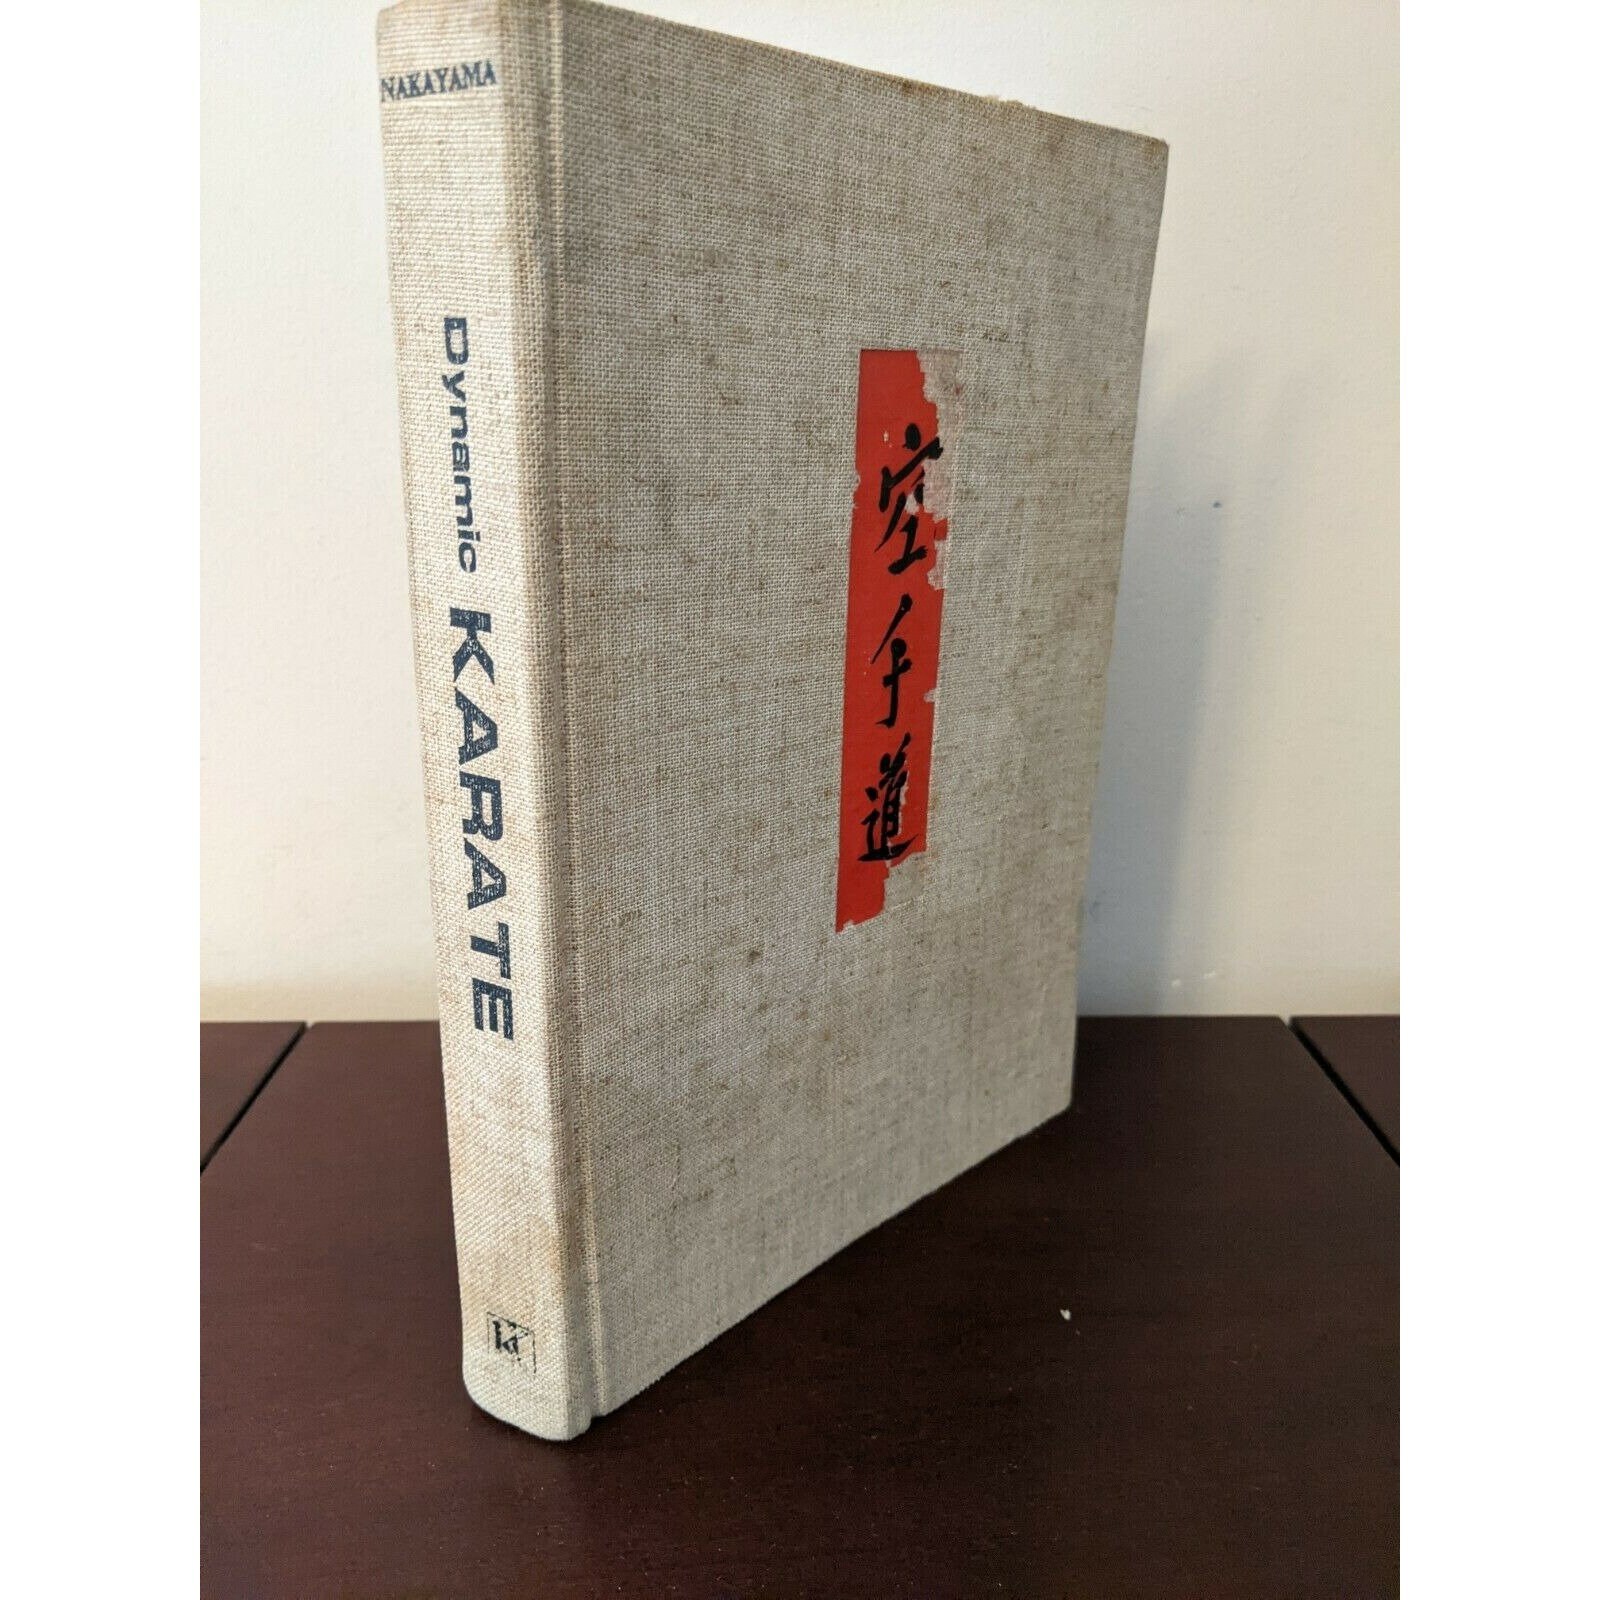 NAKAYAMA
Dynamic KARATE
空手道